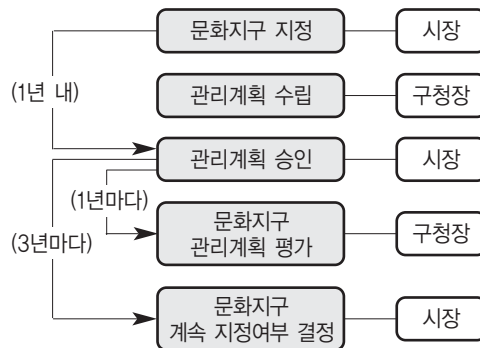 문화지구 지정
시장
(1년 내)
관리계획 수립
구청장
관리계획 승인
시장
(1년마다)
문화지구
관리계획 평가
구청장
(3년마다)
문화지구
계속 지정여부 결정
시장